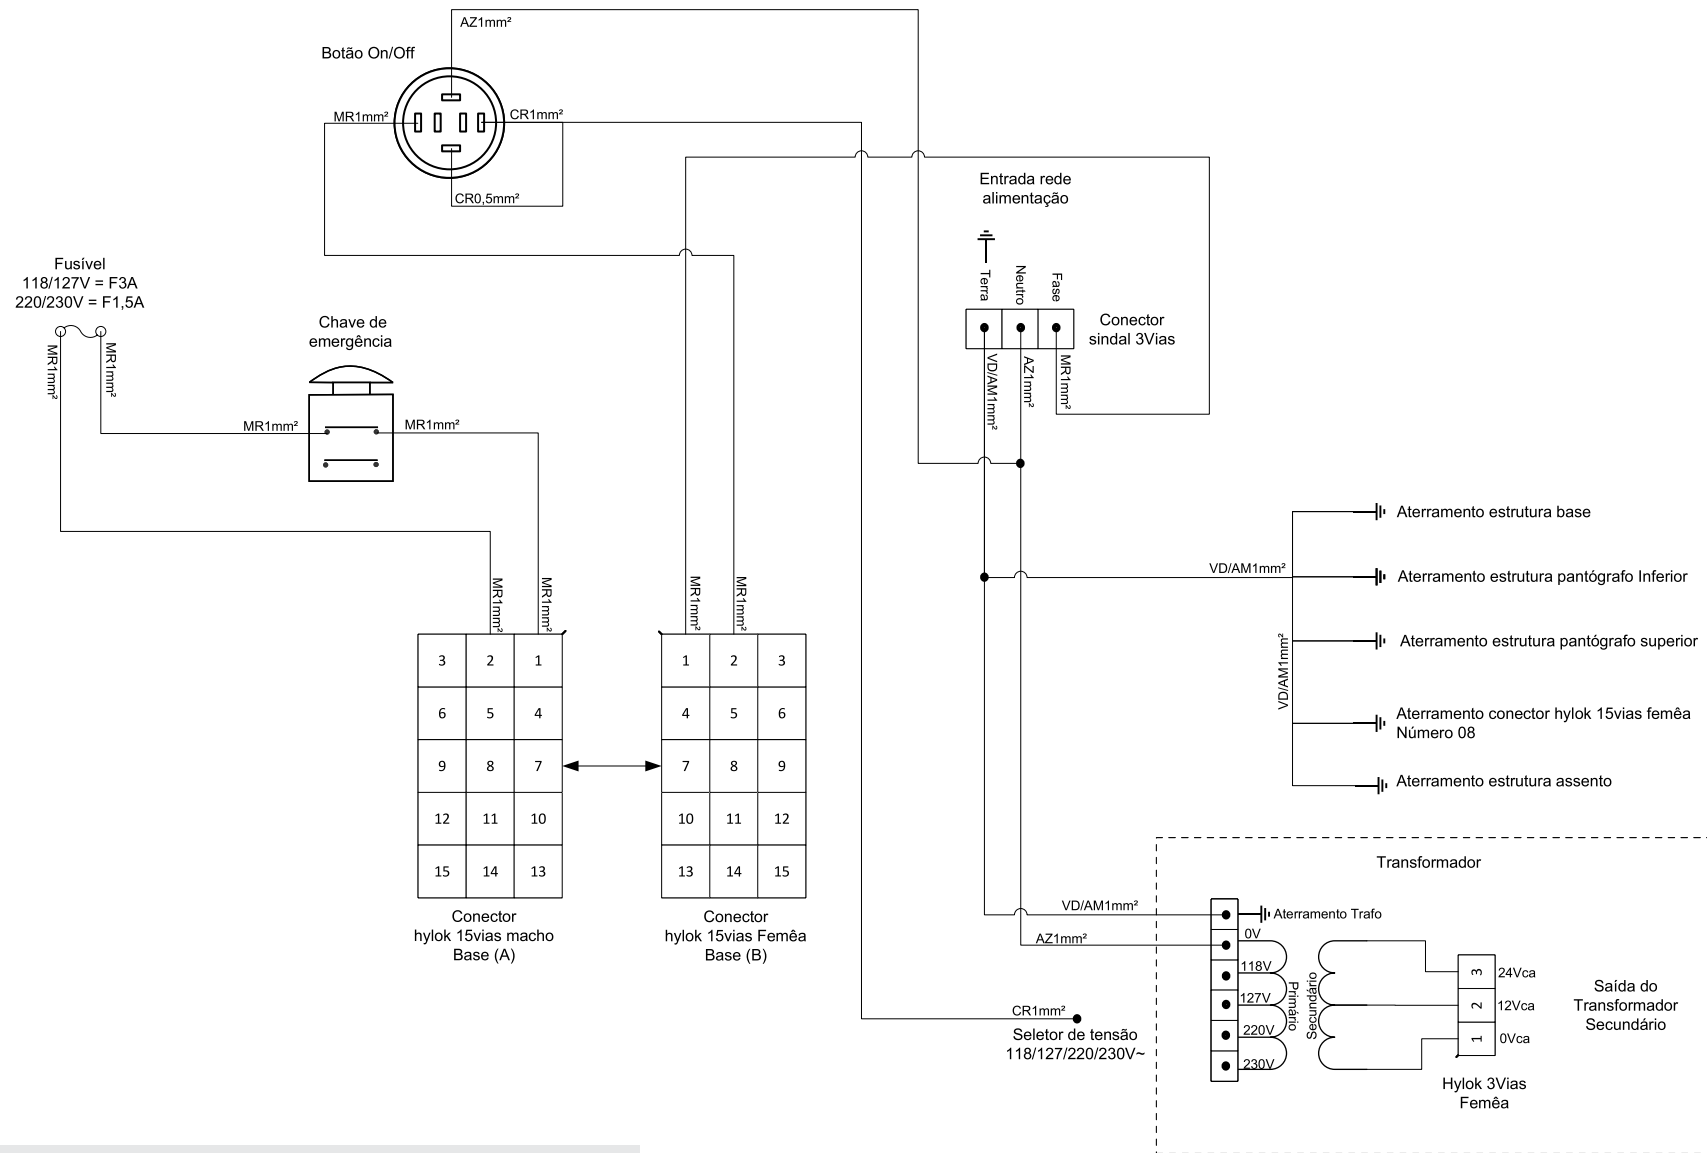 AZ1mm²
Botão On/Off
MR1mm²
CR1mm²
CR0,5mm²
Entrada rede
alimentação
Terra
Neutro
Fase
Conector
sindal 3Vias
VD/AM1mm²
AZ1mm²
MR1mm²
Fusível
118/127V = F3A
220/230V = F1,5A
MR1mm²
MR1mm²
Chave de
emergência
MR1mm²
MR1mm²
MR1mm²
MR1mm²
MR1mm²
MR1mm²
3 2 1
6 5 4
9 8 7
12 11 10
15 14 13
Conector
hylok 15vias macho
Base (A)
1 2 3
4 5 6
7 8 9
10 11 12
13 14 15
Conector
hylok 15vias Femêa
Base (B)
VD/AM1mm²
VD/AM1mm²
Aterramento estrutura base
Aterramento estrutura pantógrafo Inferior
Aterramento estrutura pantógrafo superior
Aterramento conector hylok 15vias femêa
Número 08
Aterramento estrutura assento
Transformador
VD/AM1mm²
Aterramento Trafo
AZ1mm²
0V
118V
127V
220V
230V
Primário
Secundário
3
24Vca
2
12Vca
1
0Vca
Hylok 3Vias
Femêa
Saída do
Transformador
Secundário
CR1mm²
Seletor de tensão
118/127/220/230V~